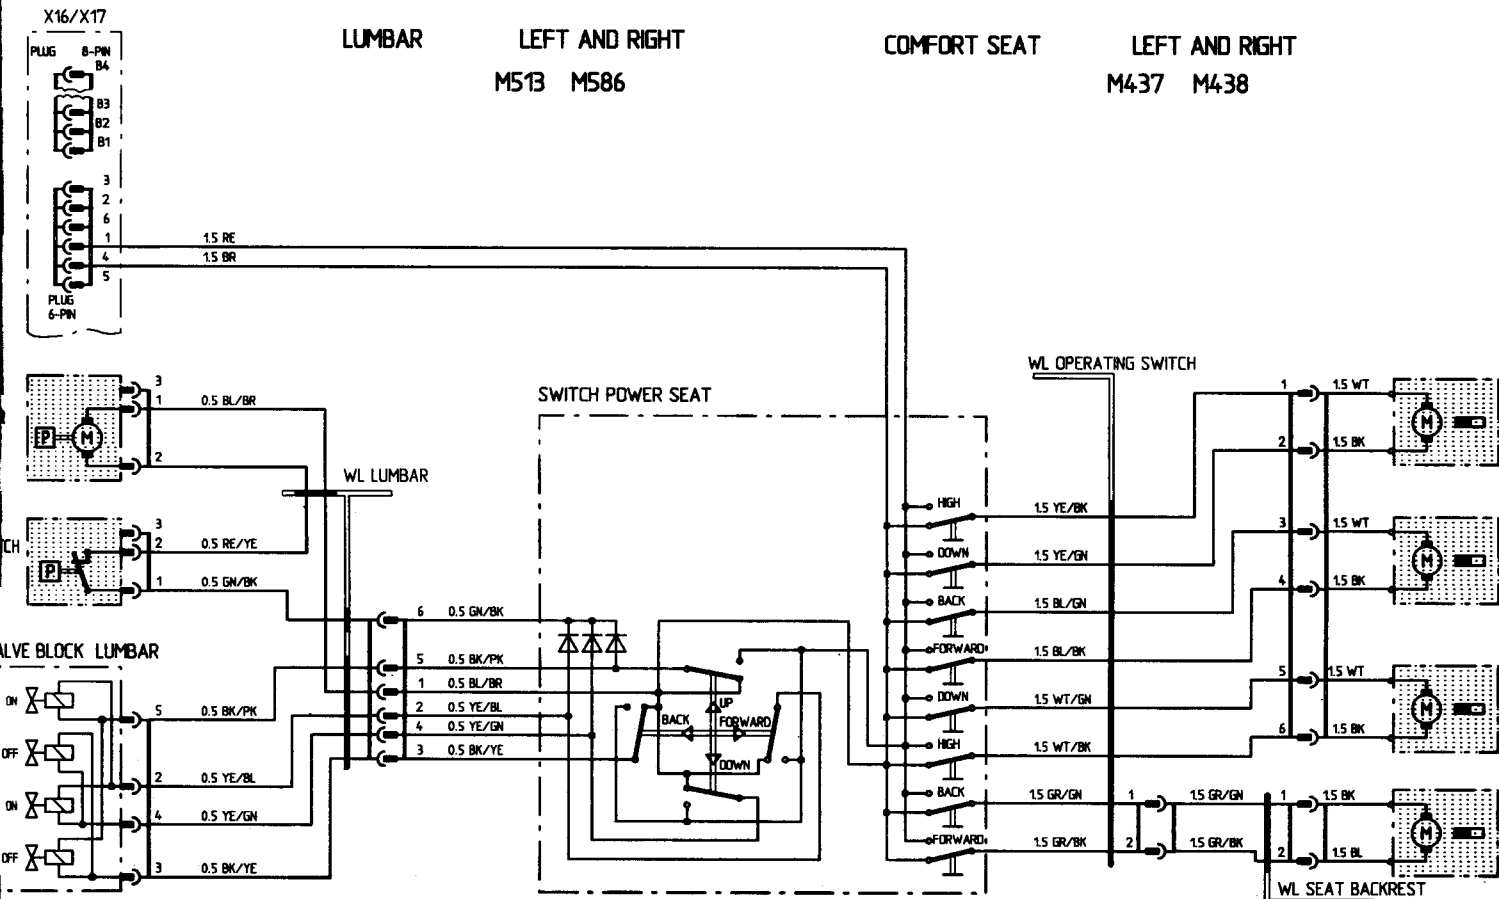 X16/X17
LUMBAR LEFT AND RIGHT
M513 M586
COMFORT SEAT LEFT AND RIGHT
M437 M438
PLUG 8-PIN
B4
B3
B2
B1
3
2
6
1
4
5
PLUG
6-PIN
1.5 RE
1.5 BR
3
1 0.5 BL/BR
P
M
2
WL LUMBAR
3
TCH
2 0.5 RE/YE
P
1 0.5 GN/BK
ALVE BLOCK LUMBAR
ON
5 0.5 BK/PK
OFF
2 0.5 YE/BL
ON
4 0.5 YE/GN
OFF
3 0.5 BK/YE
6 0.5 GN/BK
5 0.5 BK/PK
1 0.5 BL/BR
2 0.5 YE/BL
4 0.5 YE/GN
3 0.5 BK/YE
SWITCH POWER SEAT
UP
BACK FORWARD
DOWN
HIGH
DOWN
BACK
FORWARD
DOWN
HIGH
BACK
FORWARD
WL OPERATING SWITCH
1.5 YE/BK
1.5 YE/GN
1.5 BL/GN
1.5 BL/BK
1.5 WT/GN
1.5 WT/BK
1.5 GR/GN 1 1.5 GR/GN
1.5 GR/BK 2 1.5 GR/BK
1 1.5 WT
M
2 1.5 BK
3 1.5 WT
M
4 1.5 BK
5 1.5 WT
M
6 1.5 BK
1 1.5 BK
M
2 1.5 BL
WL SEAT BACKREST